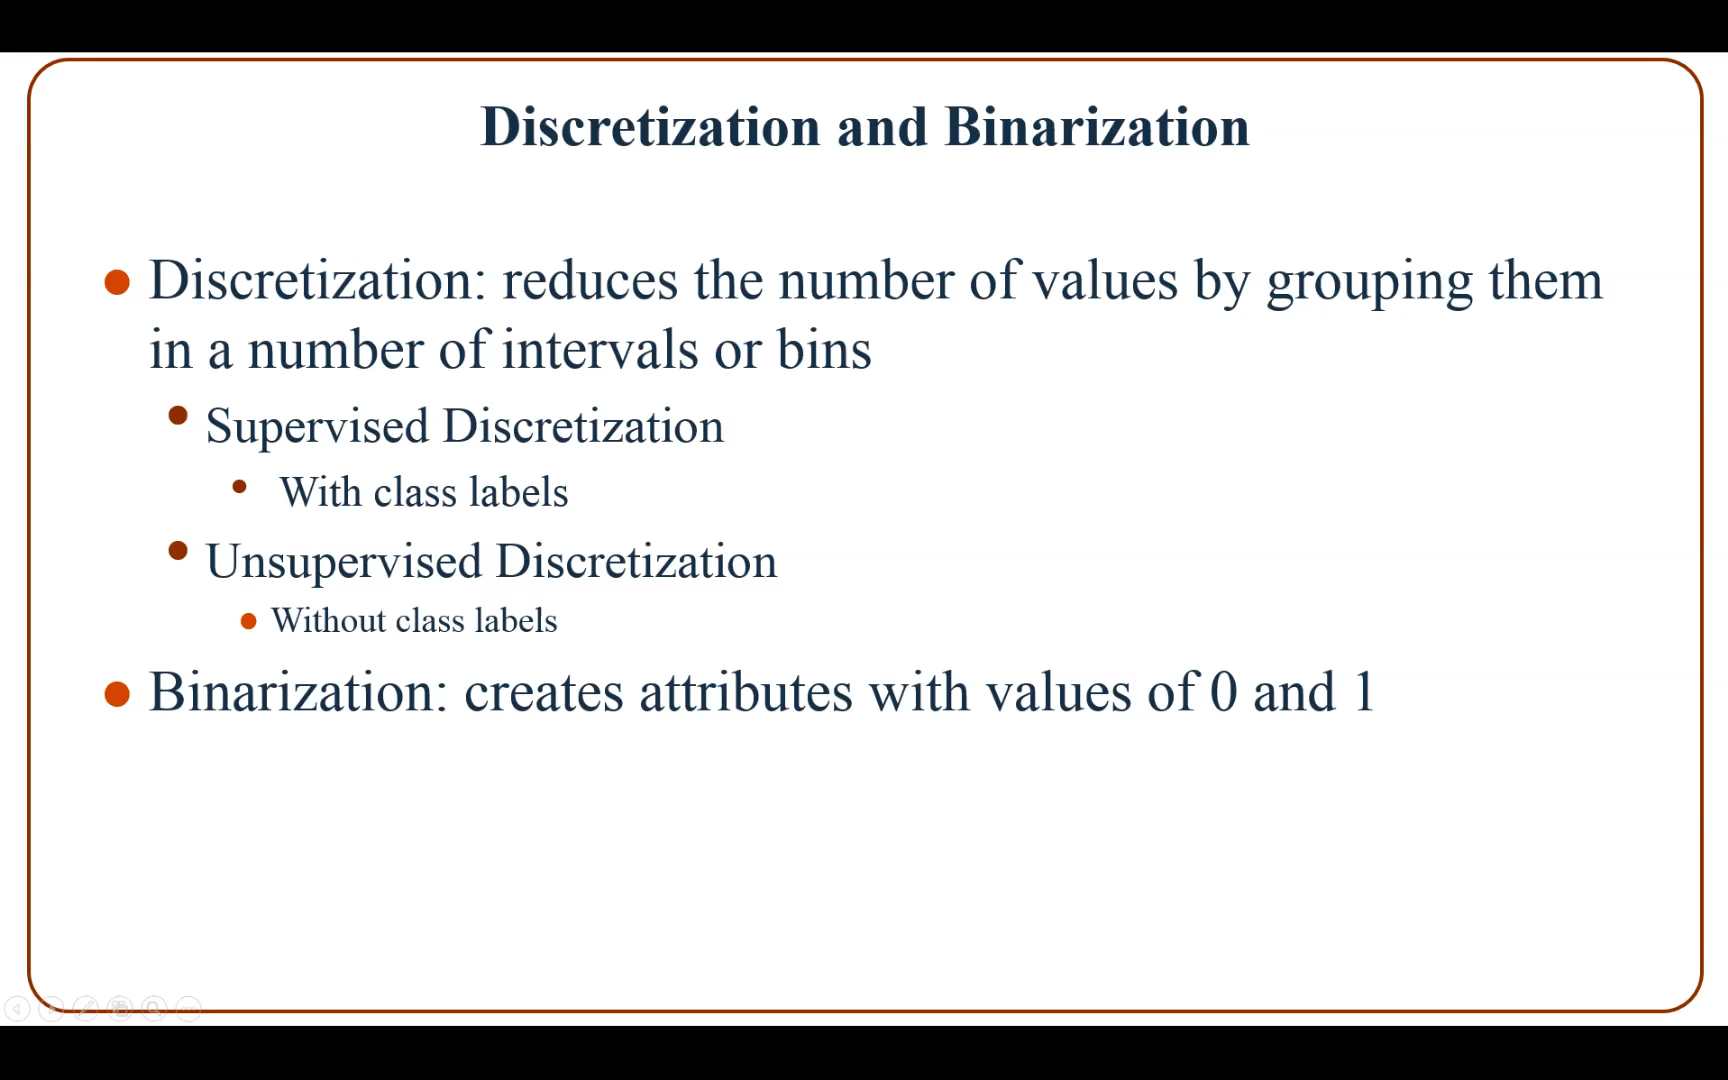 Discretization and Binarization
Discretization: reduces the number of values by grouping them
in a number of intervals or bins
Supervised Discretization
With class labels
Unsupervised Discretization
Without class labels
Binarization: creates attributes with values of 0 and 1